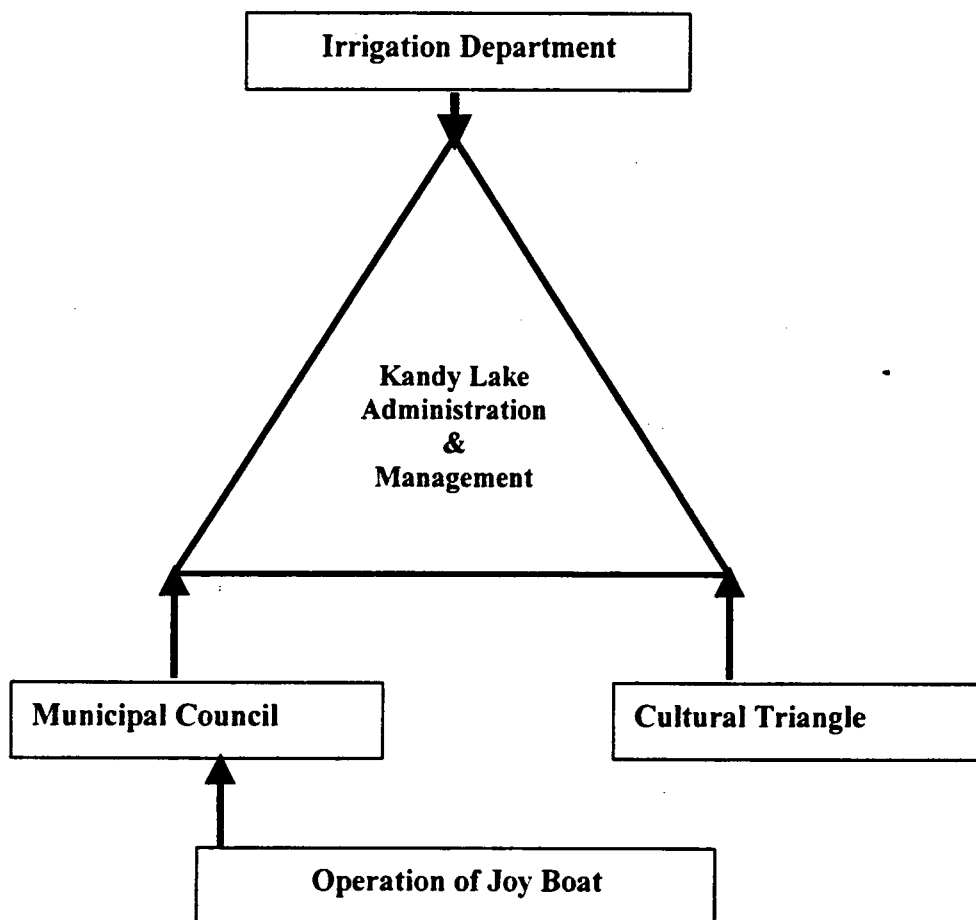 Irrigation Department
Kandy Lake
Administration
&
Management
Municipal Council
Cultural Triangle
Operation of Joy Boat